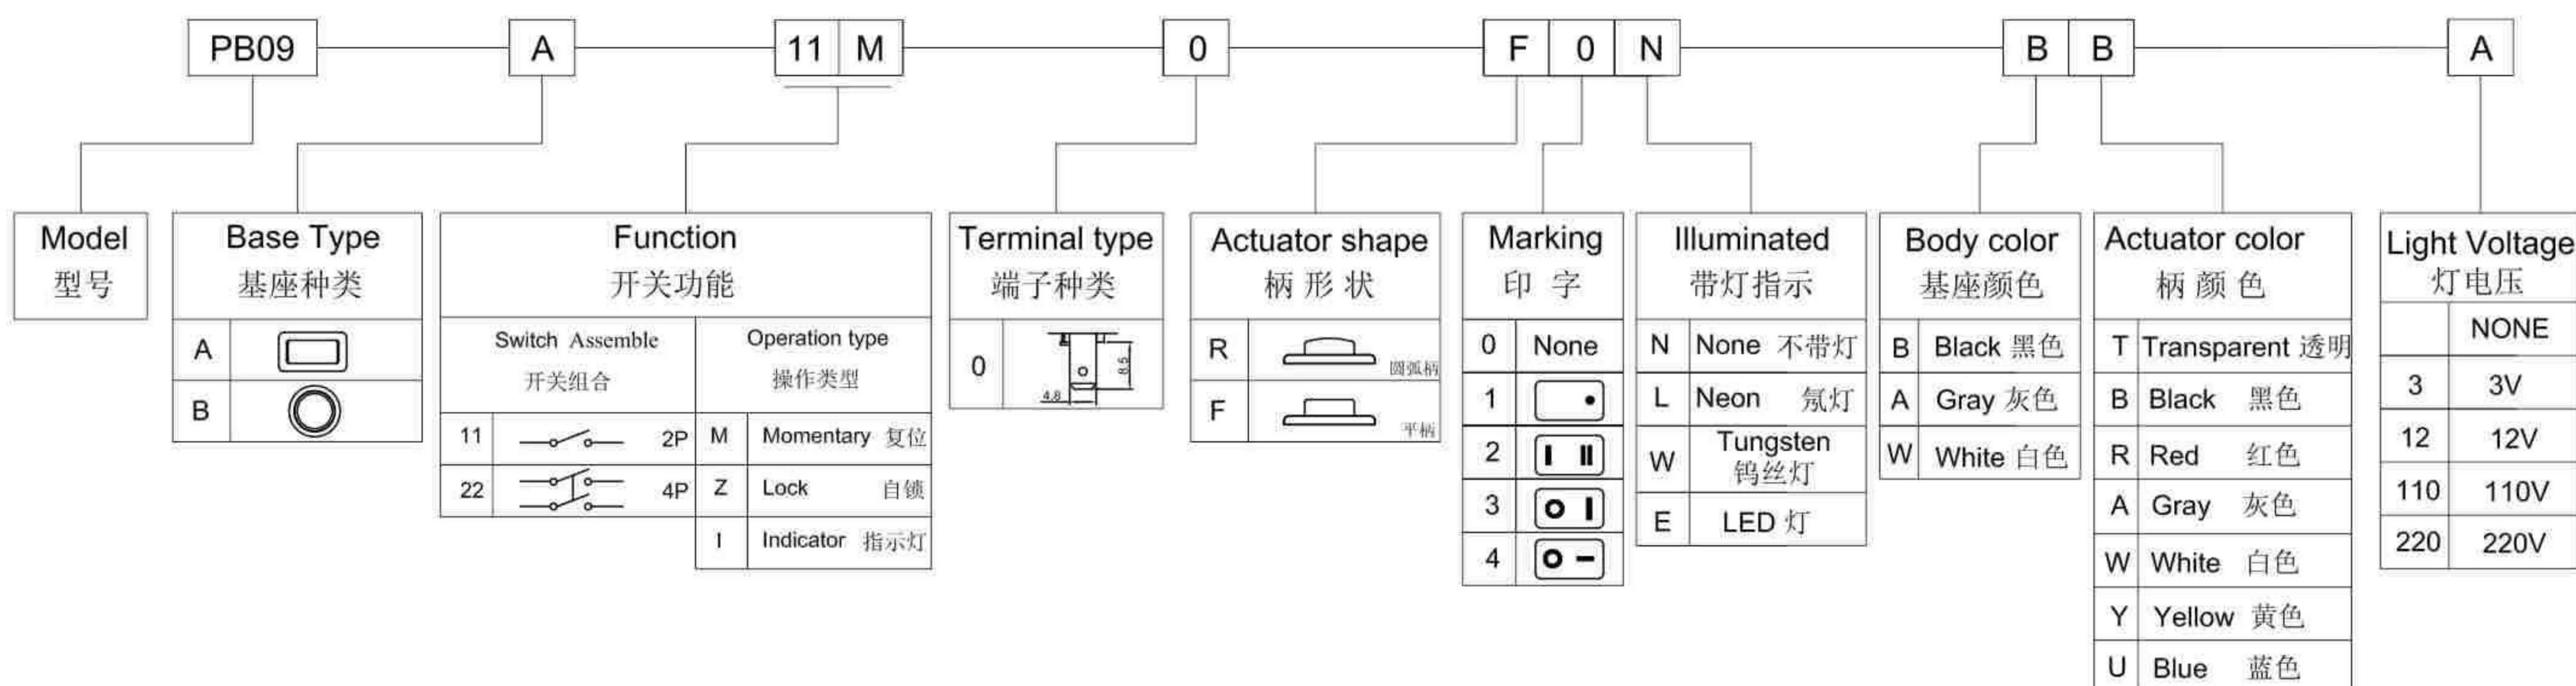 PB09 A 11 M 0 F 0 N B B A
Model
型号
Base Type
基座种类
A
B
Function
开关功能
Switch Assemble
开关组合
Operation type
操作类型
11 2P M Momentary 复位
22 4P Z Lock 自锁
I Indicator 指示灯
Terminal type
端子种类
0
8.5
4.8
Actuator shape
柄形状
R 圆弧柄
F 平柄
Marking
印字
0 None
1
2 I II
3 O I
4 O –
Illuminated
带灯指示
N None 不带灯
L Neon 氖灯
W Tungsten
钨丝灯
E LED 灯
Body color
基座颜色
B Black 黑色
A Gray 灰色
W White 白色
Actuator color
柄颜色
T Transparent 透明
B Black 黑色
R Red 红色
A Gray 灰色
W White 白色
Y Yellow 黄色
U Blue 蓝色
Light Voltage
灯电压
NONE
3 3V
12 12V
110 110V
220 220V